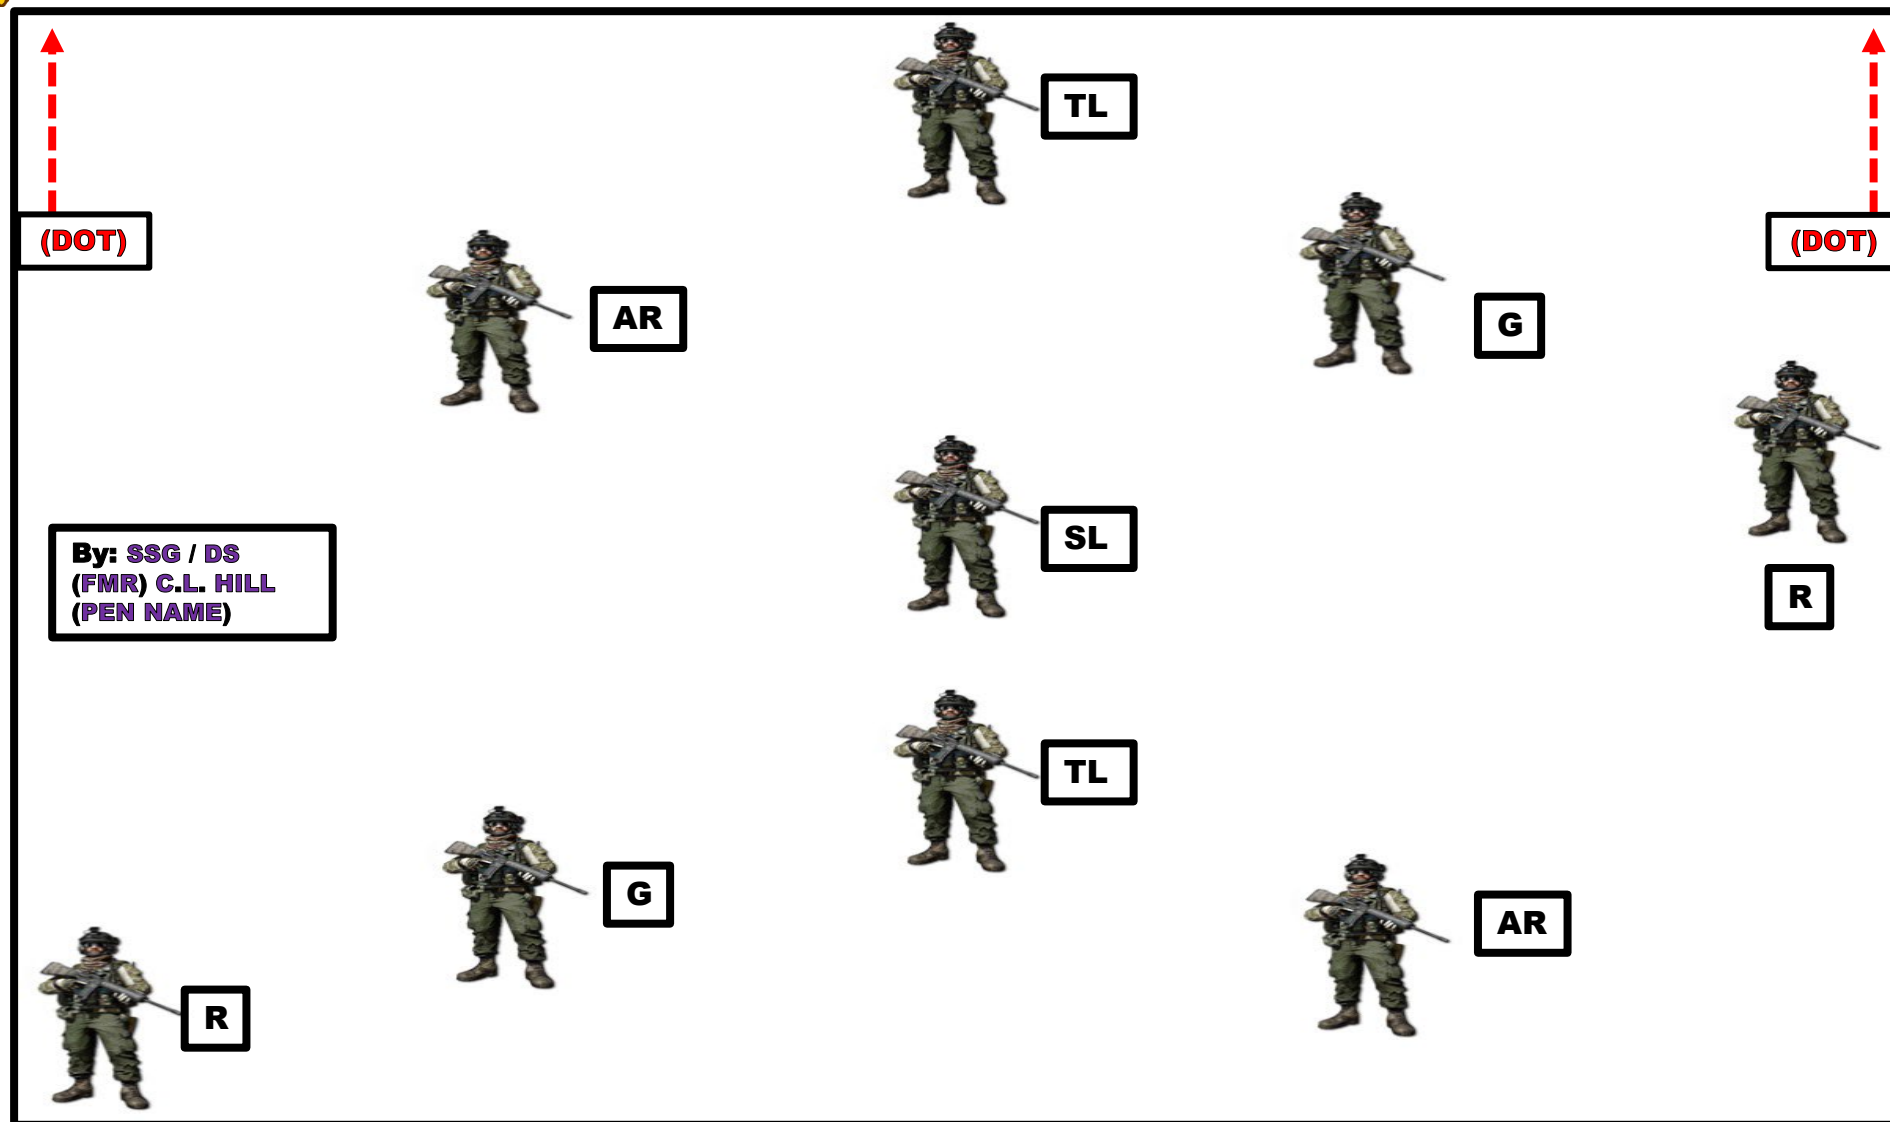 TL
(DOT)
(DOT)
AR
G
SL
By: SSG / DS
(FMR) C.L. HILL
(PEN NAME)
R
TL
G
AR
R